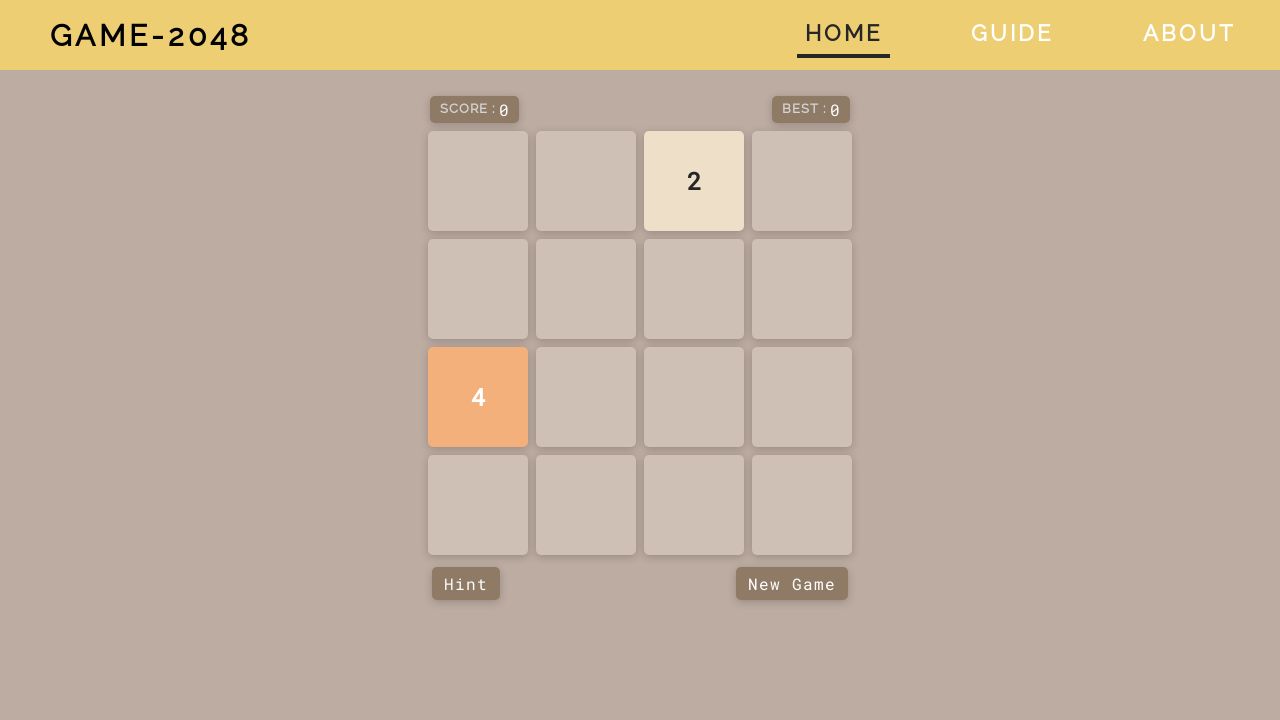 GAME-2048
HOME GUIDE ABOUT
SCORE : 0 BEST : 0
2
4
Hint New Game